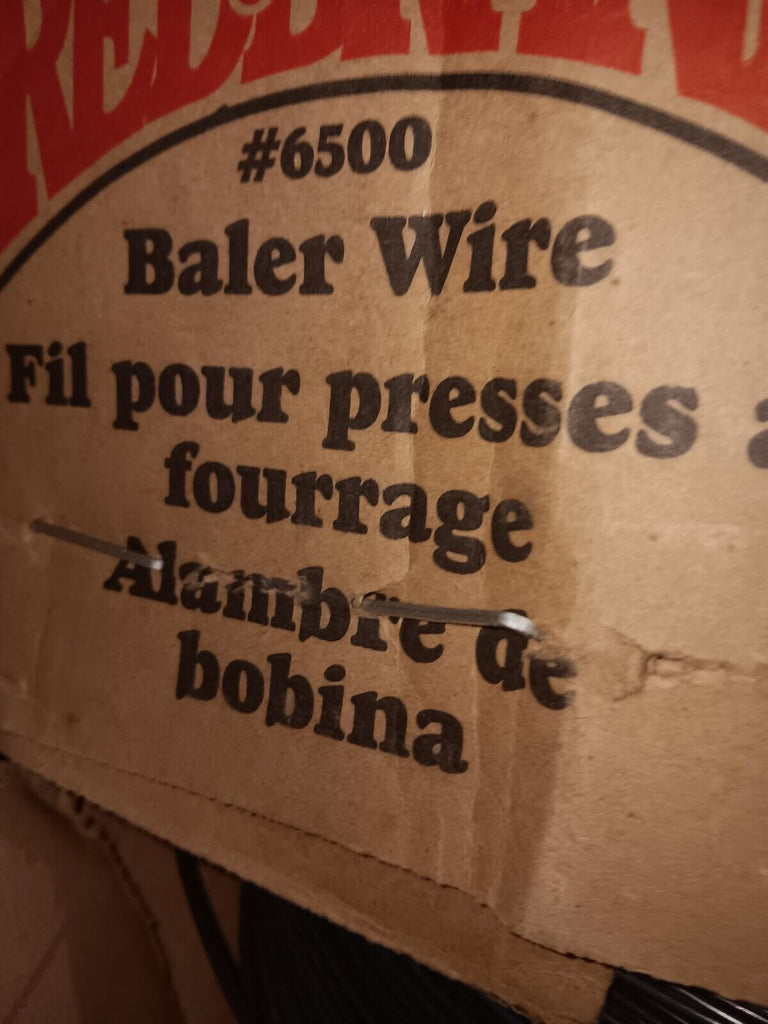 #6500
Baler Wire
Fil pour presses a
fourrage
Alambre de
bobina